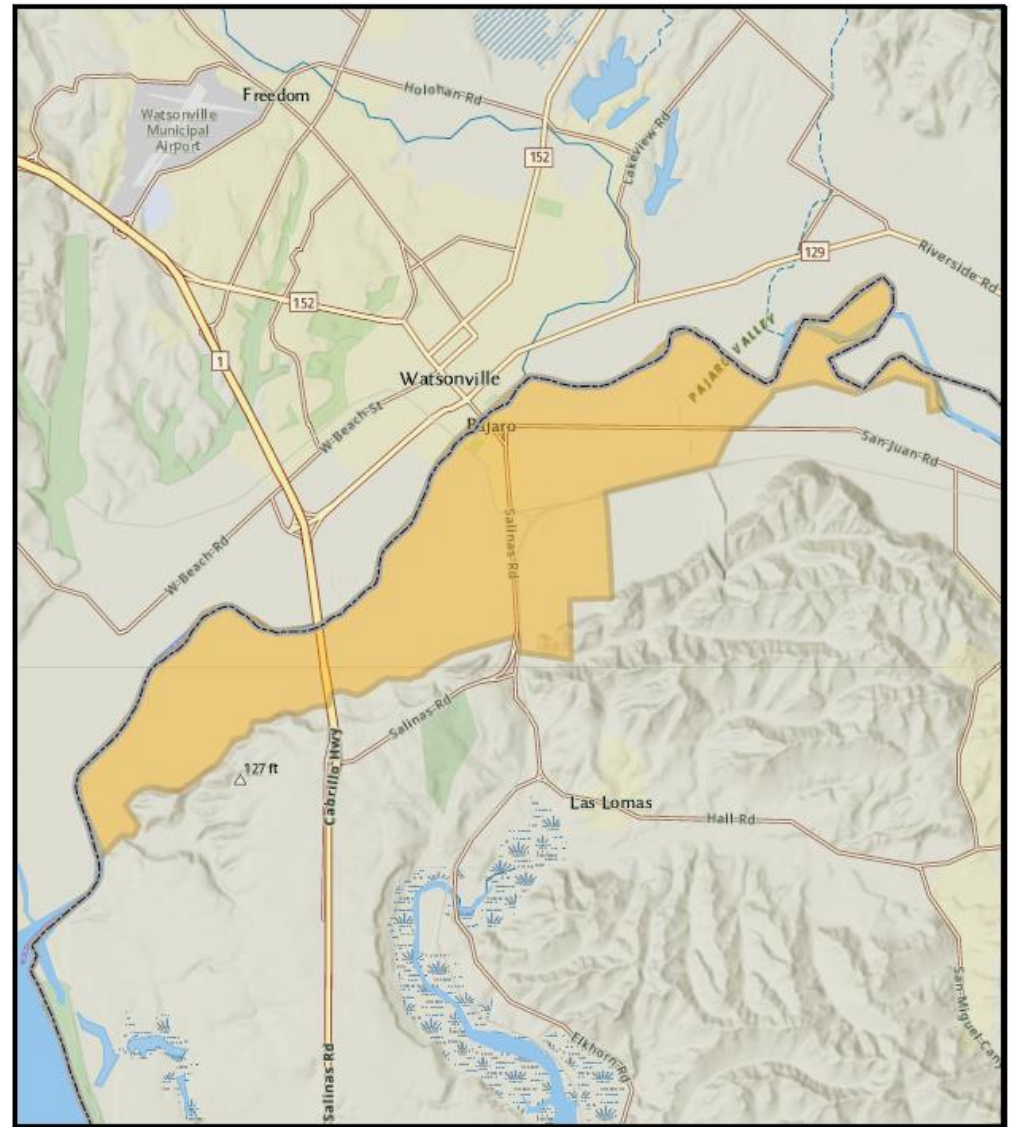 Freedom
Holohan Rd
Watsonville
Municipal
Airport
152
Lakeview Rd
129
Riverside Rd
152
1
PAJARO VALLEY
Watsonville
W Beach St
Pajaro
San Juan Rd
Salinas Rd
W Beach Rd
Salinas Rd
127 ft
Cabrillo Hwy
Las Lomas
Hall Rd
San Miguel Cany
Elkhorn Rd
Salinas Rd